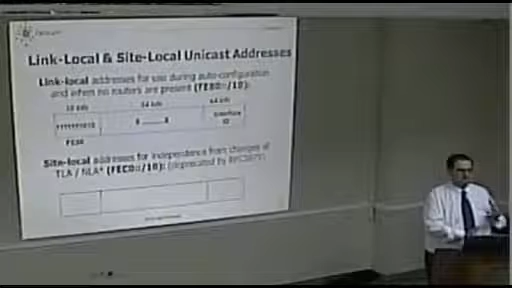 Link-Local & Site-Local Unicast Addresses
Link-local addresses for use during auto-configuration
and when no routers are present (FE80::/10):
10 bits 54 bits 64 bits
1111111010 0 ........ 0 Interface
ID
FE80
Site-local addresses for independence from changes of
TLA / NLA* (FEC0::/10): (deprecated by RFC3879)